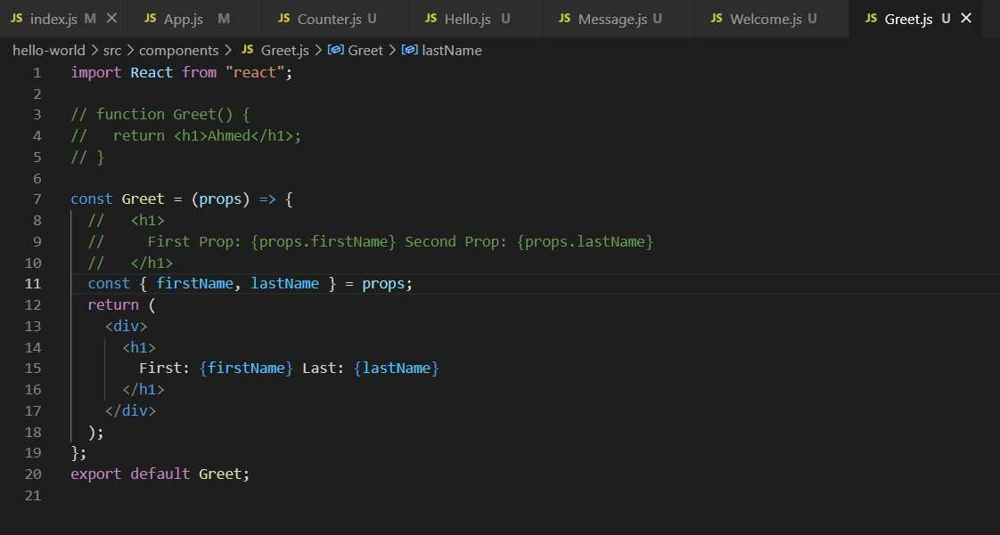 JS index.js M × JS App.js M JS Counter.js U JS Hello.js U JS Message.js U JS Welcome.js U JS Greet.js U ×
hello-world > src > components > JS Greet.js > Greet > lastName
1 import React from "react";
2
3 // function Greet() {
4 //   return <h1>Ahmed</h1>;
5 // }
6
7 const Greet = (props) => {
8   //   <h1>
9   //     First Prop: {props.firstName} Second Prop: {props.lastName}
10   //   </h1>
11   const { firstName, lastName } = props;
12   return (
13     <div>
14       <h1>
15         First: {firstName} Last: {lastName}
16       </h1>
17     </div>
18   );
19 };
20 export default Greet;
21